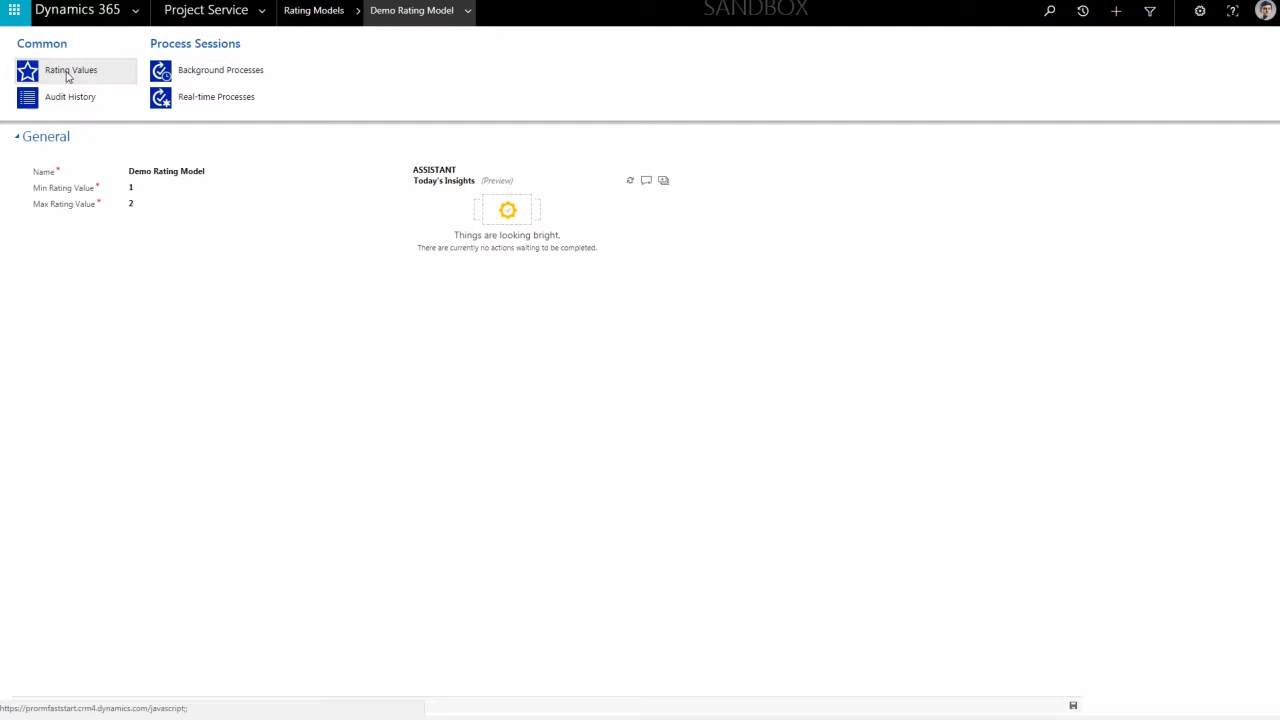 Dynamics 365 Project Service Rating Models Demo Rating Model SANDBOX
Common Process Sessions
Rating Values Background Processes
Audit History Real-time Processes
General
Name* Demo Rating Model
Min Rating Value* 1
Max Rating Value* 2
ASSISTANT
Today's Insights (Preview)
Things are looking bright.
There are currently no actions waiting to be completed.
https://prormfaststart.crm4.dynamics.com/javascript:;